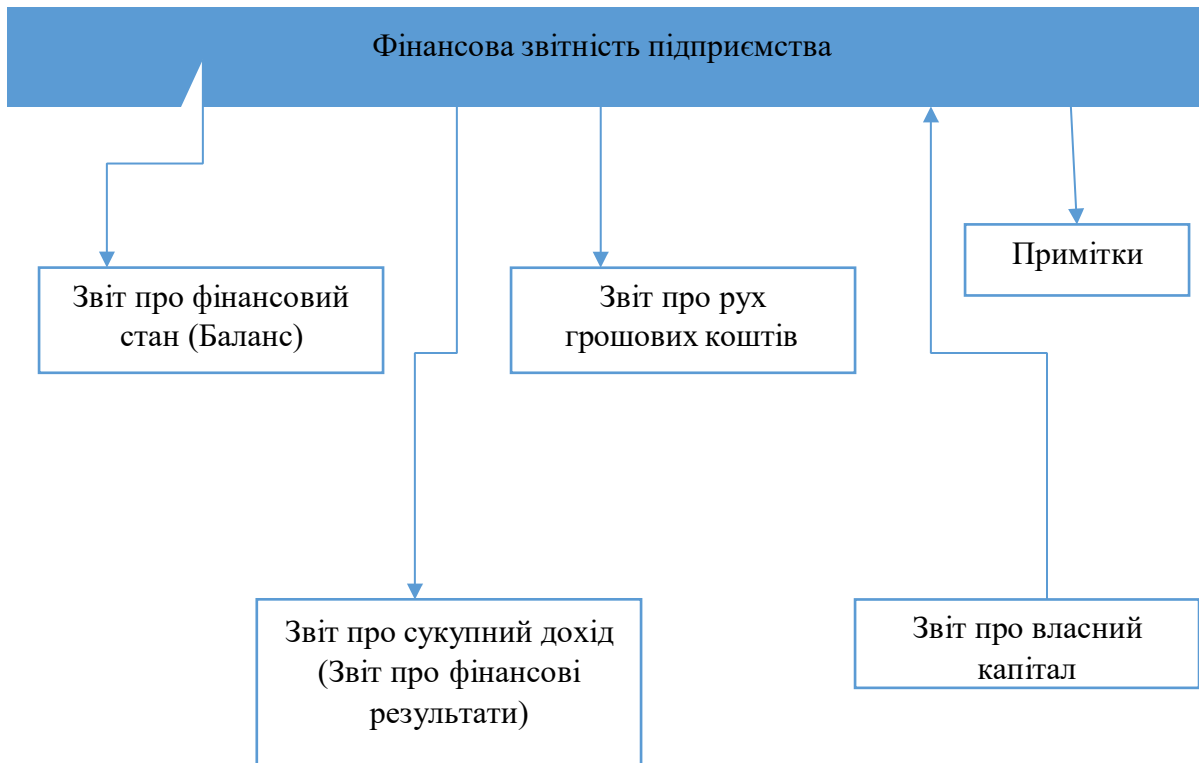 Фінансова звітність підприємства
Примітки
Звіт про фінансовий
стан (Баланс)
Звіт про рух
грошових коштів
Звіт про сукупний дохід
(Звіт про фінансові
результати)
Звіт про власний
капітал